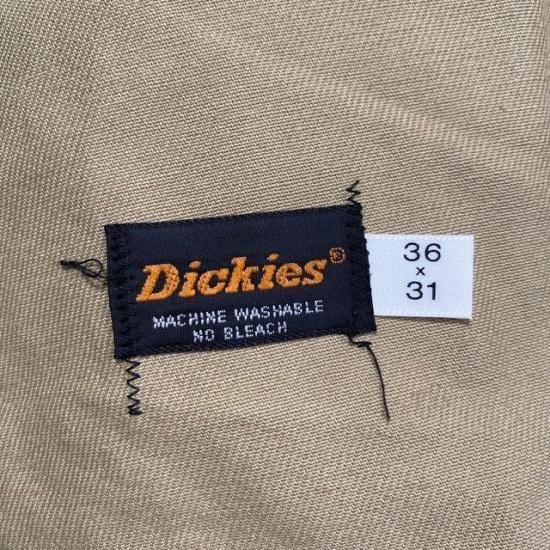 Dickies®
MACHINE WASHABLE
NO BLEACH
36
×
31